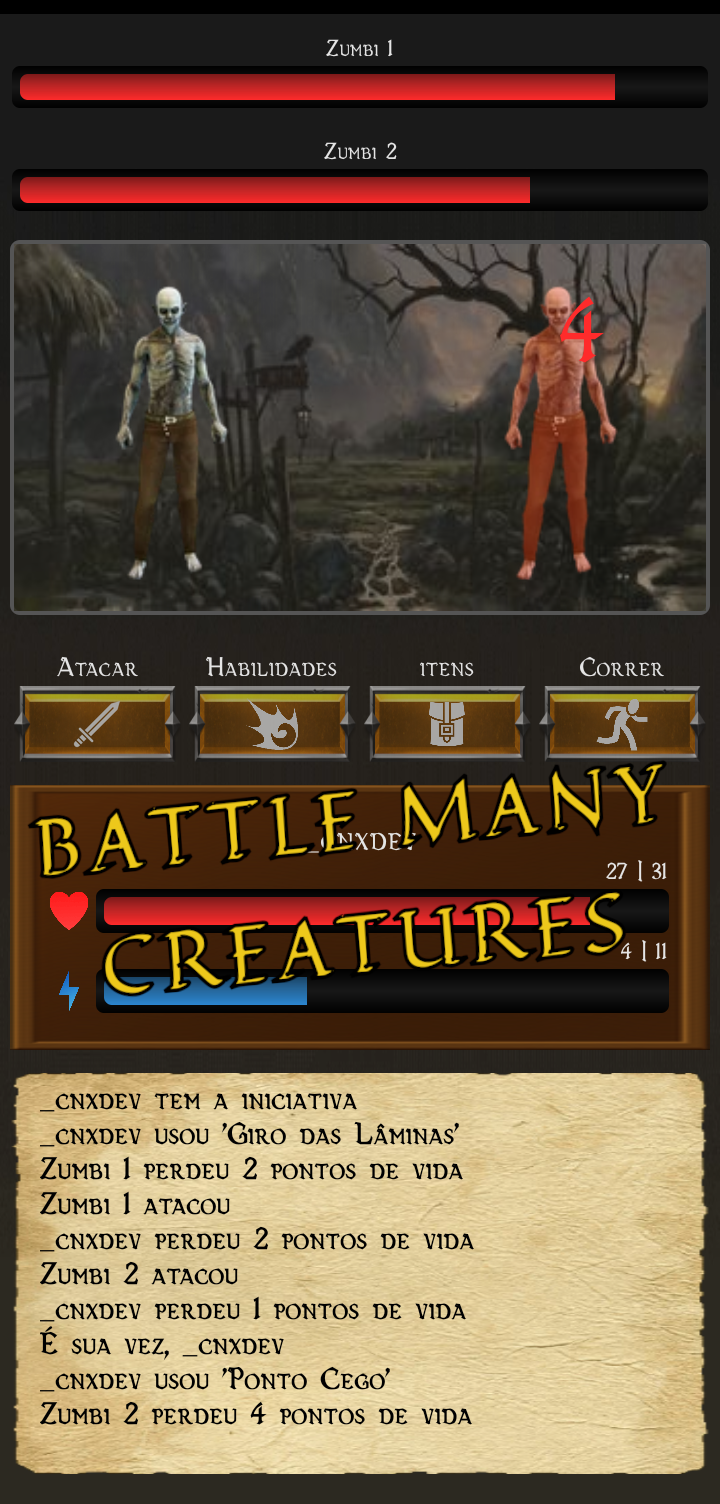 Zumbi 1
Zumbi 2
4
Atacar
Habilidades
itens
Correr
BATTLE MANY
_cnxdev
27 | 31
CREATURES
4 | 11
_cnxdev tem a iniciativa
_cnxdev usou 'Giro das Lâminas'
Zumbi 1 perdeu 2 pontos de vida
Zumbi 1 atacou
_cnxdev perdeu 2 pontos de vida
Zumbi 2 atacou
_cnxdev perdeu 1 pontos de vida
É sua vez, _cnxdev
_cnxdev usou 'Ponto Cego'
Zumbi 2 perdeu 4 pontos de vida